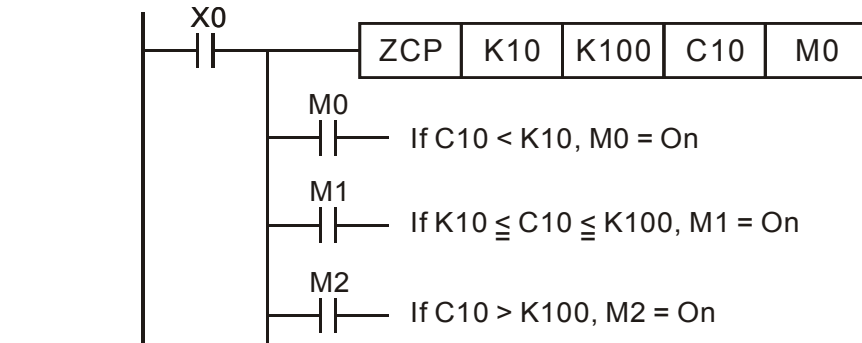 X0
ZCP K10 K100 C10 M0
M0
If C10 < K10, M0 = On
M1
If K10 ≦ C10 ≦ K100, M1 = On
M2
If C10 > K100, M2 = On